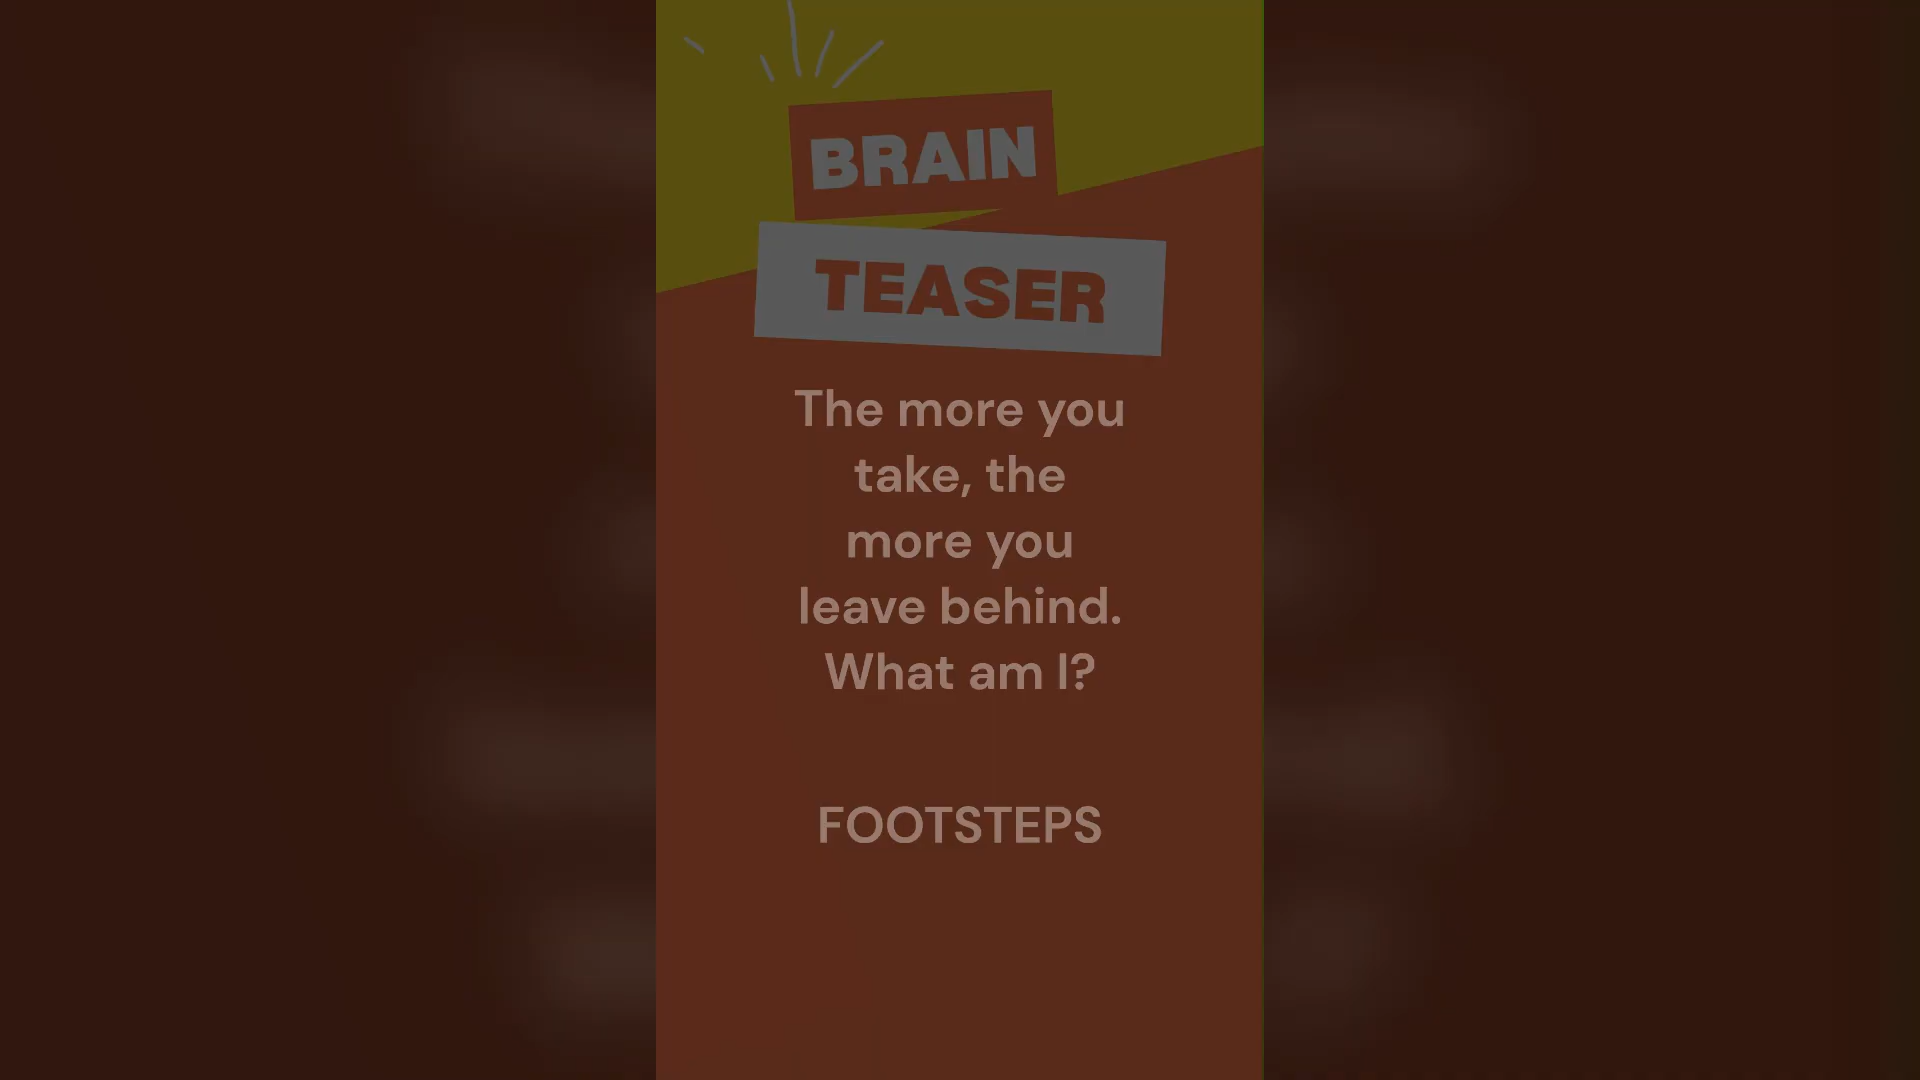 BRAIN
TEASER
The more you
take, the
more you
leave behind.
What am I?
FOOTSTEPS